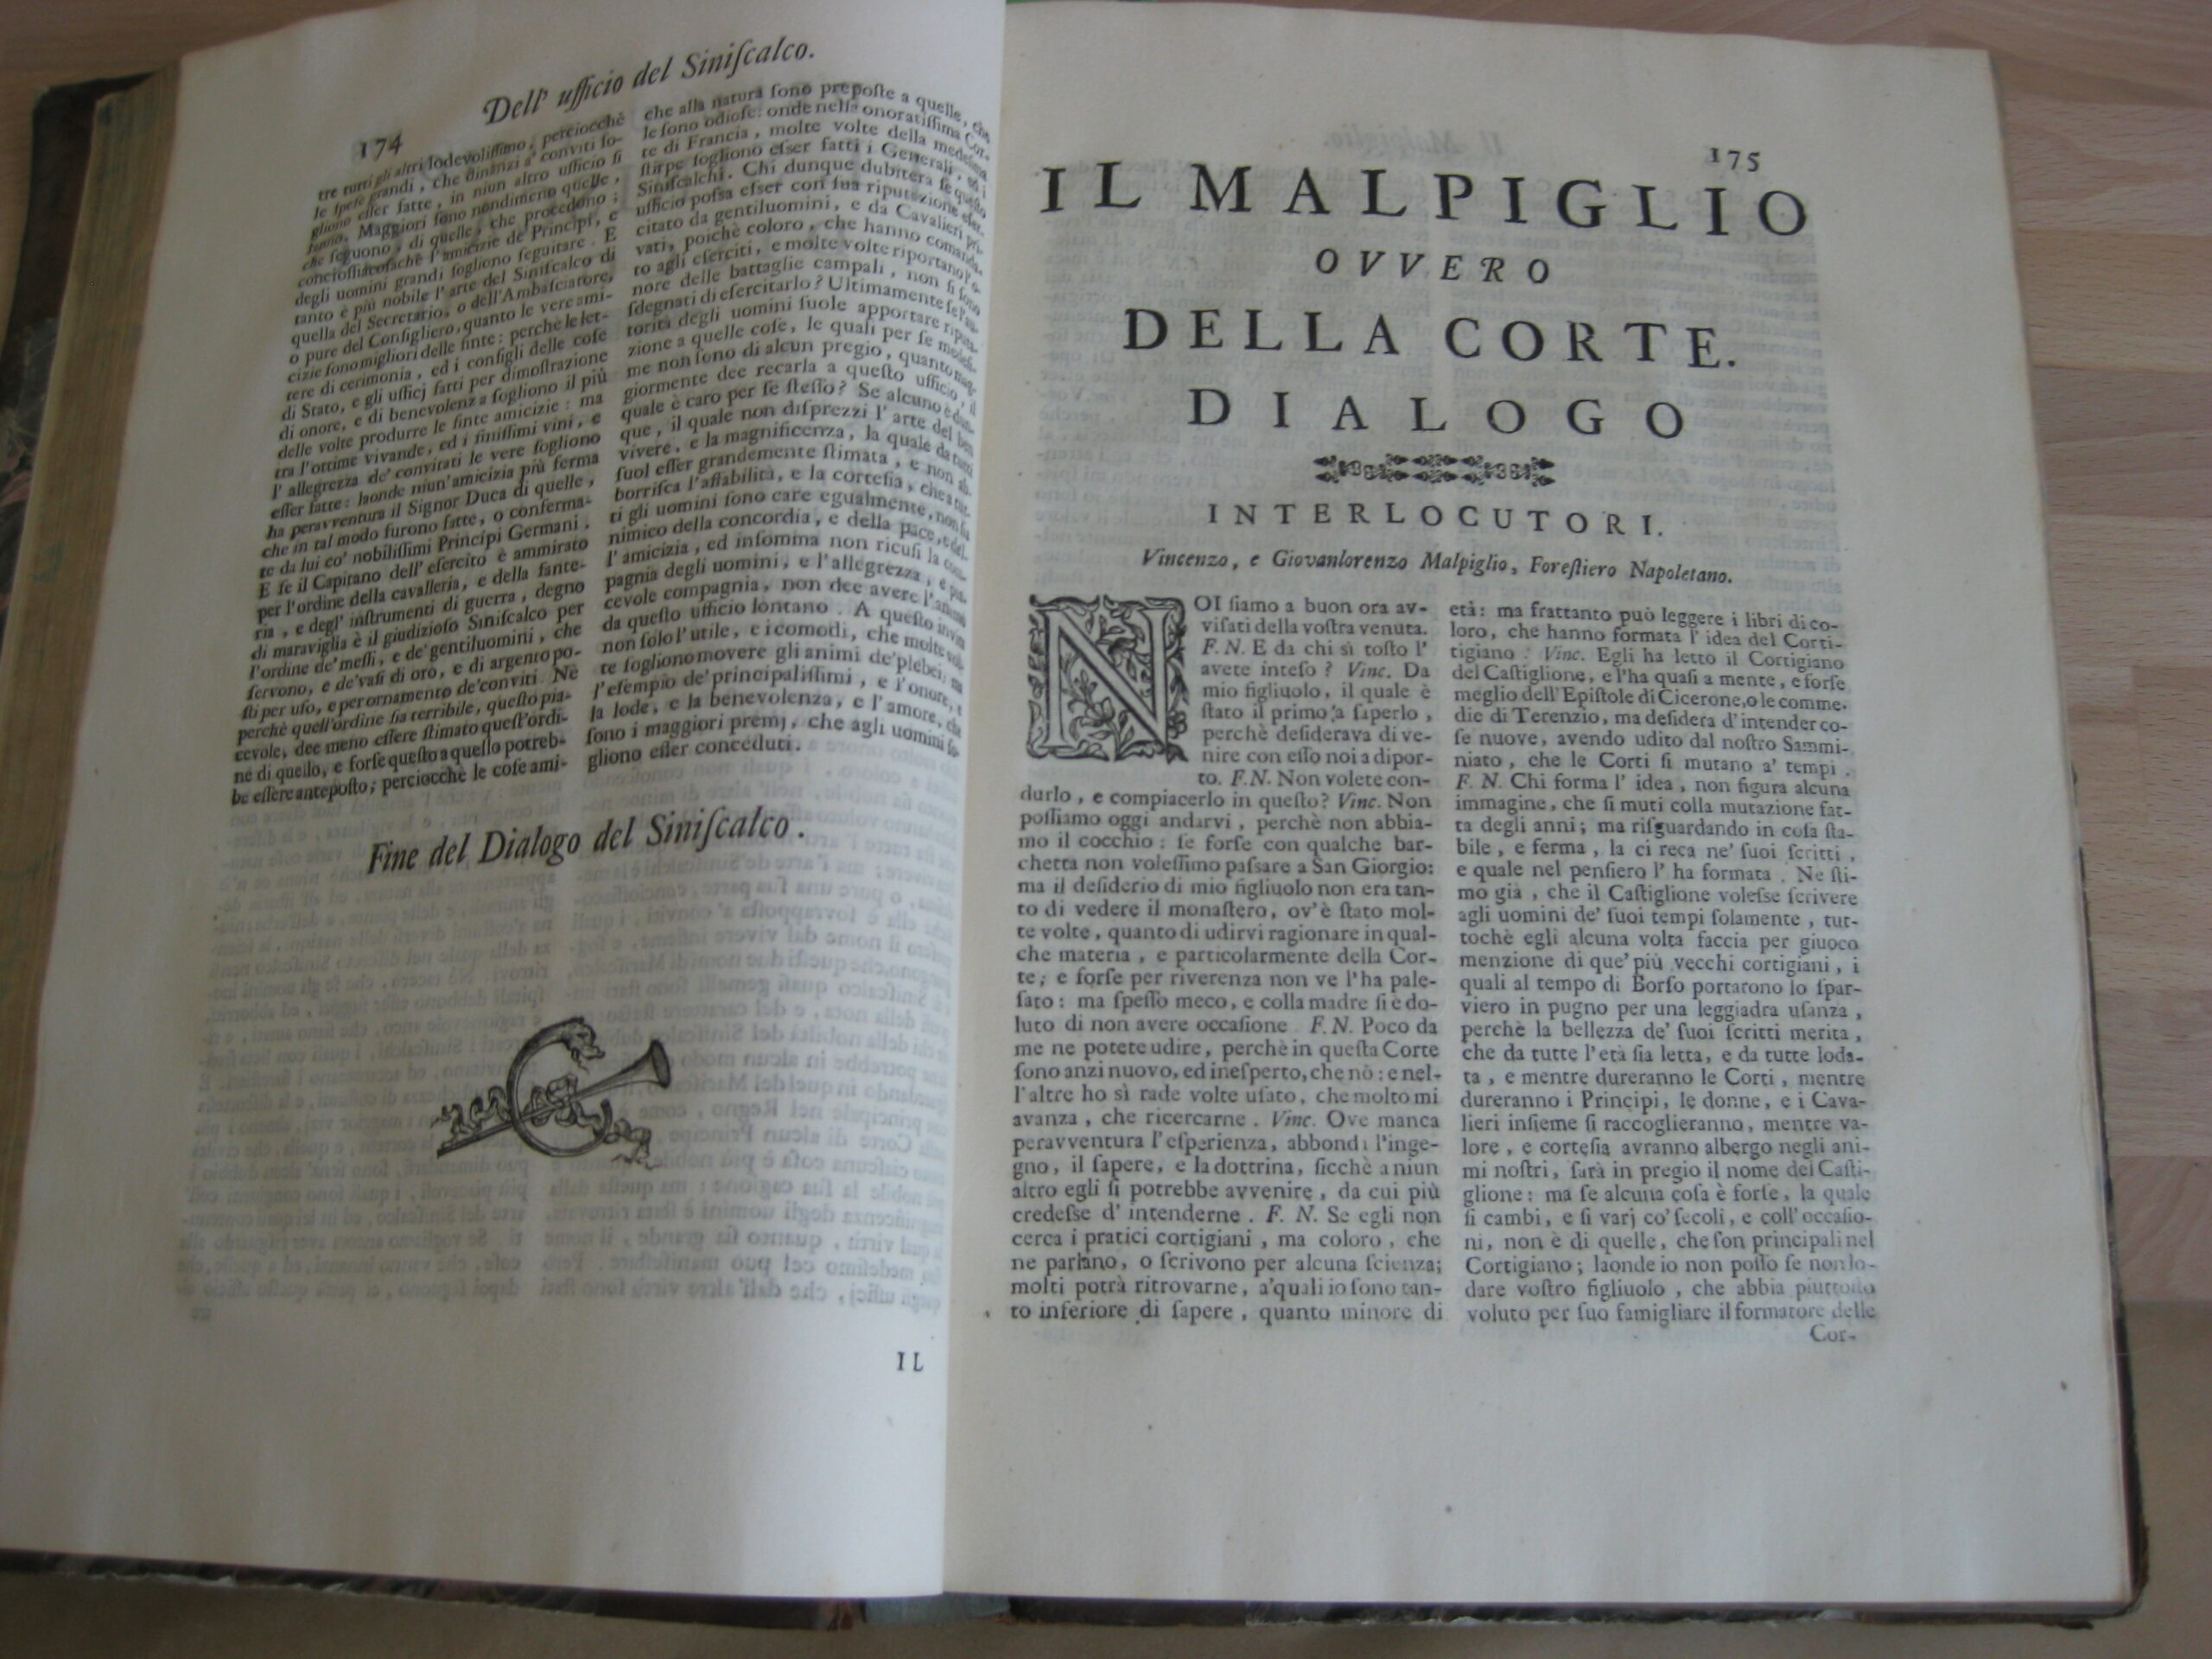 Dell' ufficio del Siniſcalco.
174
tre tutti gli altri lodevoliſſimo, perciocchè
le ſpeſe grandi, che dinanzi a' conviti ſo-
gliono eſſer fatte, in niun altro ufficio ſi
fanno. Maggiori ſono nondimeno quelle,
che ſeguono, di quelle, che procedono;
concioſſiacoſachè l'amicizie de' Principi, e
degli uomini grandi ſogliono ſeguitare. E
tanto è più nobile l'arte del Siniſcalco di
quella del Secretario, o dell'Ambaſciatore,
o pure del Conſigliero, quanto le vere ami-
cizie ſono migliori delle finte: perchè le let-
tere di cerimonia, ed i conſigli delle coſe
di Stato, e gli ufficj fatti per dimoſtrazione
di onore, e di benevolenza ſogliono il più
delle volte produrre le finte amicizie: ma
tra l'ottime vivande, ed i finiſſimi vini, e
l' allegrezza de' convitati le vere ſogliono
eſſer fatte: laonde niun'amicizia più ferma
ha peravventura il Signor Duca di quelle,
che in tal modo furono fatte, o conferma-
te da lui co' nobiliſſimi Principi Germani.
E ſe il Capitano dell' eſercito è ammirato
per l'ordine della cavalleria, e della fante-
ria, e degl' inſtrumenti di guerra, degno
di maraviglia è il giudizioſo Siniſcalco per
l'ordine de' meſſi, e de' gentiluomini, che
ſervono, e de' vaſi di oro, e di argento po-
ſti per uſo, e per ornamento de' conviti. Nè
perchè quell'ordine ſia terribile, queſto pia-
cevole, dee meno eſſere ſtimato queſt'ordi-
ne di quello, e forſe queſto a quello potreb-
be eſſere antepoſto; perciocchè le coſe ami-
che alla natura ſono prepoſte a quelle, che
le ſono odioſe: onde nella onoratiſſima Cor-
te di Francia, molte volte della medeſima
ſtirpe ſogliono eſſer fatti i Generali, ed i
Siniſcalchi. Chi dunque dubiterà ſe queſto
ufficio poſſa eſſer con ſua riputazione eſer-
citato da gentiluomini, e da Cavalieri pri-
vati, poichè coloro, che hanno comanda-
to agli eſerciti, e molte volte riportano l'o-
nore delle battaglie campali, non ſi ſono
ſdegnati di eſercitarlo? Ultimamente ſe l'au-
torità degli uomini ſuole apportare riputa-
zione a quelle coſe, le quali per ſe medeſi-
me non ſono di alcun pregio, quanto mag-
giormente dee recarla a queſto ufficio, il
quale è caro per ſe ſteſſo? Se alcuno è dun-
que, il quale non diſprezzi l' arte del ben
vivere, e la magnificenza, la quale da tutti
ſuol eſſer grandemente ſtimata, e non ab-
borriſca l'affabilità, e la corteſia, che a tut-
ti gli uomini ſono care egualmente, non ſia
nimico della concordia, e della pace, e del-
l' amicizia, ed inſomma non ricuſi la com-
pagnia degli uomini, e l'allegrezza, e pia-
cevole compagnia, non dee avere l'animo
da queſto ufficio lontano. A queſto invita
non ſolo l' utile, e i comodi, che molte vol-
te ſogliono movere gli animi de' plebei, ma
l'eſempio de' principaliſſimi, e l'onore, e
la lode, e la benevolenza, e l' amore, che
ſono i maggiori premj, che agli uomini ſo-
gliono eſſer conceduti.
Fine del Dialogo del Siniſcalco.
IL
175
IL MALPIGLIO
OVVERO
DELLA CORTE.
DIALOGO
INTERLOCUTORI.
Vincenzo, e Giovanlorenzo Malpiglio, Foreſtiero Napoletano.
NOI ſiamo a buon ora av-
viſati della voſtra venuta.
F. N. E da chi sì toſto l'
avete inteſo? Vinc. Da
mio figliuolo, il quale è
ſtato il primo a ſaperlo,
perchè deſiderava di ve-
nire con eſſo noi a dipor-
to. F. N. Non volete con-
durlo, e compiacerlo in queſto? Vinc. Non
poſſiamo oggi andarvi, perchè non abbia-
mo il cocchio: ſe forſe con qualche bar-
chetta non voleſſimo paſsare a San Giorgio:
ma il deſiderio di mio figliuolo non era tan-
to di vedere il monaſtero, ov'è ſtato mol-
te volte, quanto di udirvi ragionare in qual-
che materia, e particolarmente della Cor-
te; e forſe per riverenza non ve l'ha pale-
ſato: ma ſpeſſo meco, e colla madre ſi è do-
luto di non avere occaſione. F. N. Poco da
me ne potete udire, perchè in queſta Corte
ſono anzi nuovo, ed ineſperto, che nò: e nel-
l'altre ho sì rade volte uſato, che molto mi
avanza, che ricercarne. Vinc. Ove manca
peravventura l'eſperienza, abbondi l'inge-
gno, il ſapere, e la dottrina, ſicchè a niun
altro egli ſi potrebbe avvenire, da cui più
credeſse d' intenderne. F. N. Se egli non
cerca i pratici cortigiani, ma coloro, che
ne parlano, o ſcrivono per alcuna ſcienza;
molti potrà ritrovarne, a' quali io ſono tan-
to inferiore di ſapere, quanto minore di
età: ma frattanto può leggere i libri di co-
loro, che hanno formata l' idea del Corti-
tigiano. Vinc. Egli ha letto il Cortigiano
del Caſtiglione, e l'ha quaſi a mente, e forſe
meglio dell'Epiſtole di Cicerone, o le comme-
die di Terenzio, ma deſidera d' intender co-
ſe nuove, avendo udito dal noſtro Sammi-
niato, che le Corti ſi mutano a' tempi.
F. N. Chi forma l' idea, non figura alcuna
immagine, che ſi muti colla mutazione fat-
ta degli anni; ma riſguardando in coſa ſta-
bile, e ferma, la ci reca ne' ſuoi ſcritti,
e quale nel penſiero l' ha formata. Ne ſti-
mo già, che il Caſtiglione voleſse ſcrivere
agli uomini de' ſuoi tempi ſolamente, tut-
tochè egli alcuna volta faccia per giuoco
menzione di que' più vecchi cortigiani, i
quali al tempo di Borſo portarono lo ſpar-
viero in pugno per una leggiadra uſanza,
perchè la bellezza de' ſuoi ſcritti merita,
che da tutte l'età ſia letta, e da tutte loda-
ta, e mentre dureranno le Corti, mentre
dureranno i Principi, le donne, e i Cava-
lieri inſieme ſi raccoglieranno, mentre va-
lore, e corteſia avranno albergo negli ani-
mi noſtri, ſarà in pregio il nome del Caſti-
glione: ma ſe alcuna coſa è forſe, la quale
ſi cambi, e ſi varj co' ſecoli, e coll' occaſio-
ni, non è di quelle, che ſon principali nel
Cortigiano; laonde io non poſſo ſe non lo-
dare voſtro figliuolo, che abbia piuttoſto
voluto per ſuo famigliare il formatore delle
Cor-